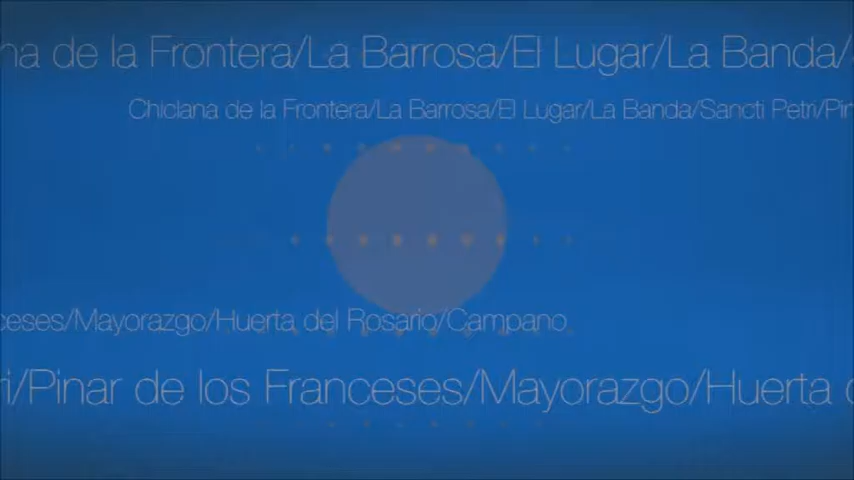 na de la Frontera/La Barrosa/El Lugar/La Banda/
Chiclana de la Frontera/La Barrosa/El Lugar/La Banda/Sancti Petri/Pin
ceses/Mayorazgo/Huerta del Rosario/Campano
ri/Pinar de los Franceses/Mayorazgo/Huerta